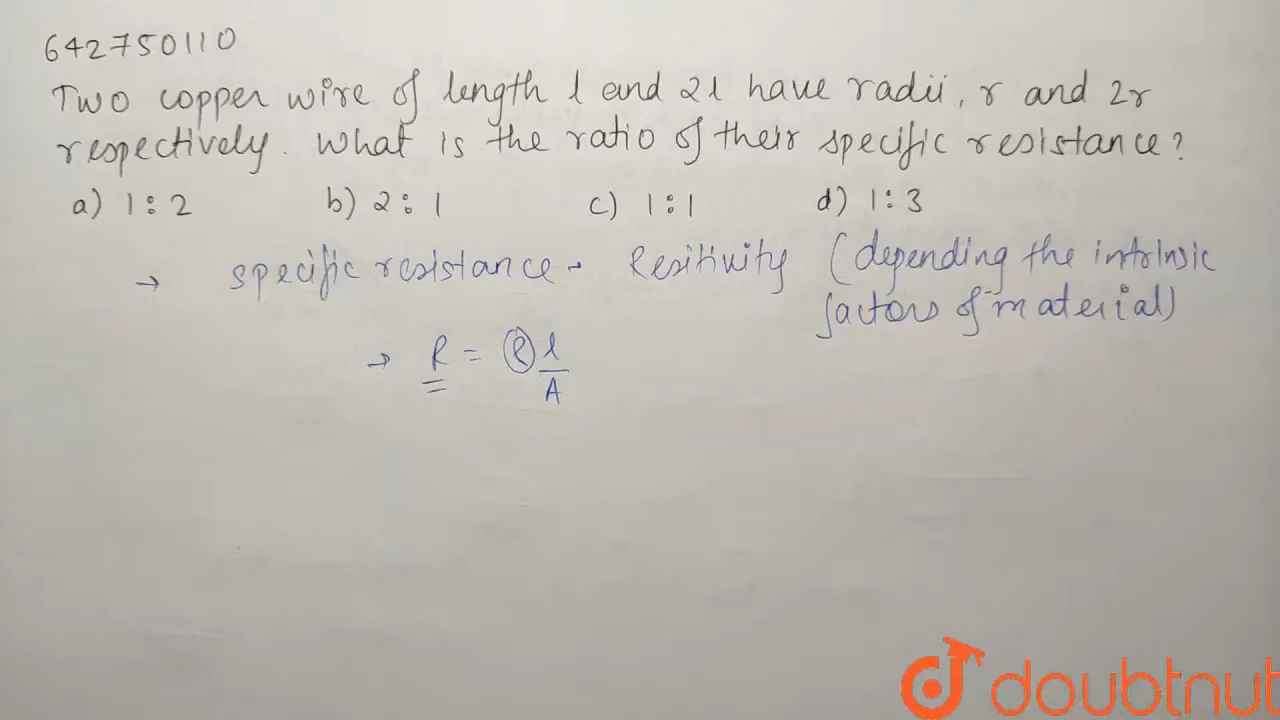 642750110
Two copper wire of length l and 2l have radii, r and 2r
respectively. What is the ratio of their specific resistance?
a) 1:2 b) 2:1 c) 1:1 d) 1:3
→ specific resistance - Resitivity (depending the intrinsic
factors of material)
→ R = ρ l
A
doubtnut